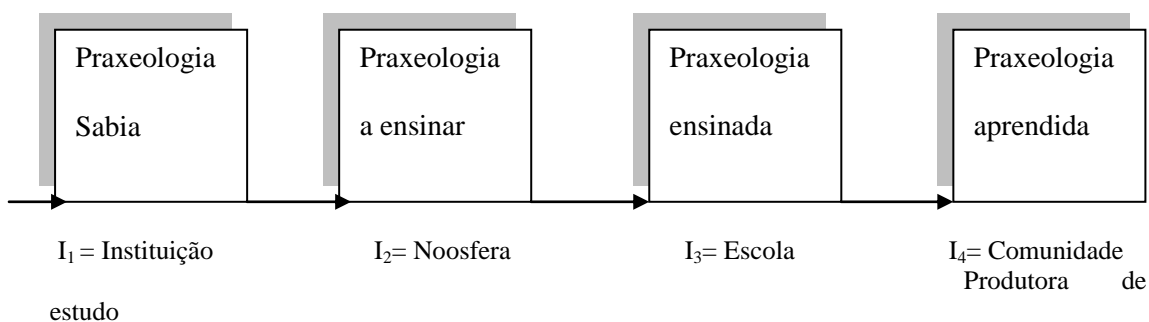 Praxeologia
Sabia
Praxeologia
a ensinar
Praxeologia
ensinada
Praxeologia
aprendida
I₁ = Instituição
estudo
I₂= Noosfera
I₃= Escola
I₄= Comunidade
Produtora de